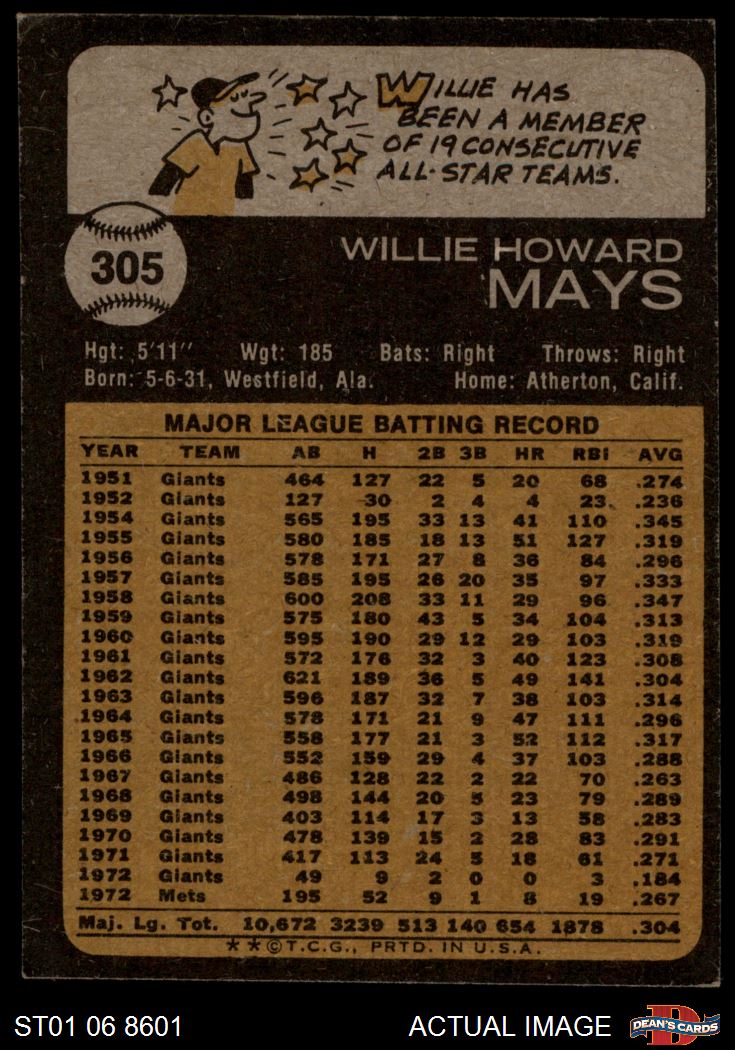 WILLIE HAS
BEEN A MEMBER
OF 19 CONSECUTIVE
ALL-STAR TEAMS.
305
WILLIE HOWARD
MAYS
Hgt: 5'11" Wgt: 185 Bats: Right Throws: Right
Born: 5-6-31, Westfield, Ala. Home: Atherton, Calif.
MAJOR LEAGUE BATTING RECORD
YEAR TEAM AB H 2B 3B HR RBI AVG
1951 Giants 464 127 22 5 20 68 .274
1952 Giants 127 30 2 4 4 23 .236
1954 Giants 565 195 33 13 41 110 .345
1955 Giants 580 185 18 13 51 127 .319
1956 Giants 578 171 27 8 36 84 .296
1957 Giants 585 195 26 20 35 97 .333
1958 Giants 600 208 33 11 29 96 .347
1959 Giants 575 180 43 5 34 104 .313
1960 Giants 595 190 29 12 29 103 .319
1961 Giants 572 176 32 3 40 123 .308
1962 Giants 621 189 36 5 49 141 .304
1963 Giants 596 187 32 7 38 103 .314
1964 Giants 578 171 21 9 47 111 .296
1965 Giants 558 177 21 3 52 112 .317
1966 Giants 552 159 29 4 37 103 .288
1967 Giants 486 128 22 2 22 70 .263
1968 Giants 498 144 20 5 23 79 .289
1969 Giants 403 114 17 3 13 58 .283
1970 Giants 478 139 15 2 28 83 .291
1971 Giants 417 113 24 5 18 61 .271
1972 Giants 49 9 2 0 0 3 .184
1972 Mets 195 52 9 1 8 19 .267
Maj. Lg. Tot. 10,672 3239 513 140 654 1878 .304
**©T.C.G., PRTD. IN U.S.A.
ST01 06 8601 ACTUAL IMAGE D DEAN'S CARDS